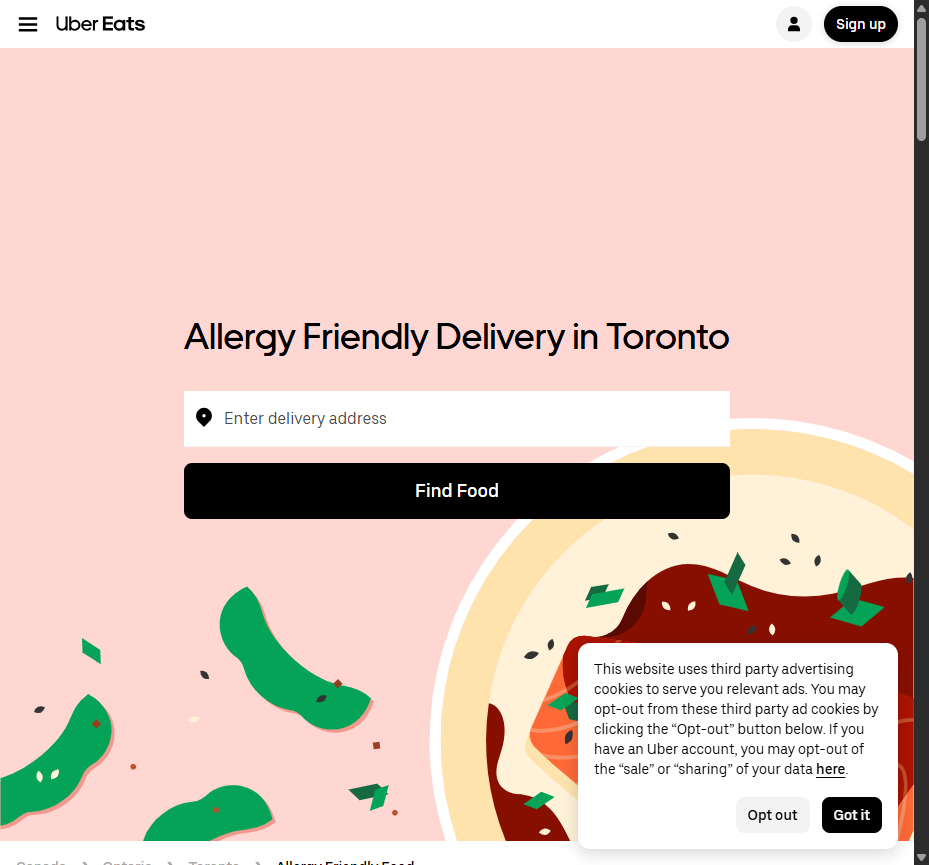 Uber Eats
Sign up
Allergy Friendly Delivery in Toronto
Enter delivery address
Find Food
This website uses third party advertising
cookies to serve you relevant ads. You may
opt-out from these third party ad cookies by
clicking the “Opt-out” button below. If you
have an Uber account, you may opt-out of
the “sale” or “sharing” of your data here.
Opt out
Got it
Canada > Ontario > Toronto > Allergy Friendly Food